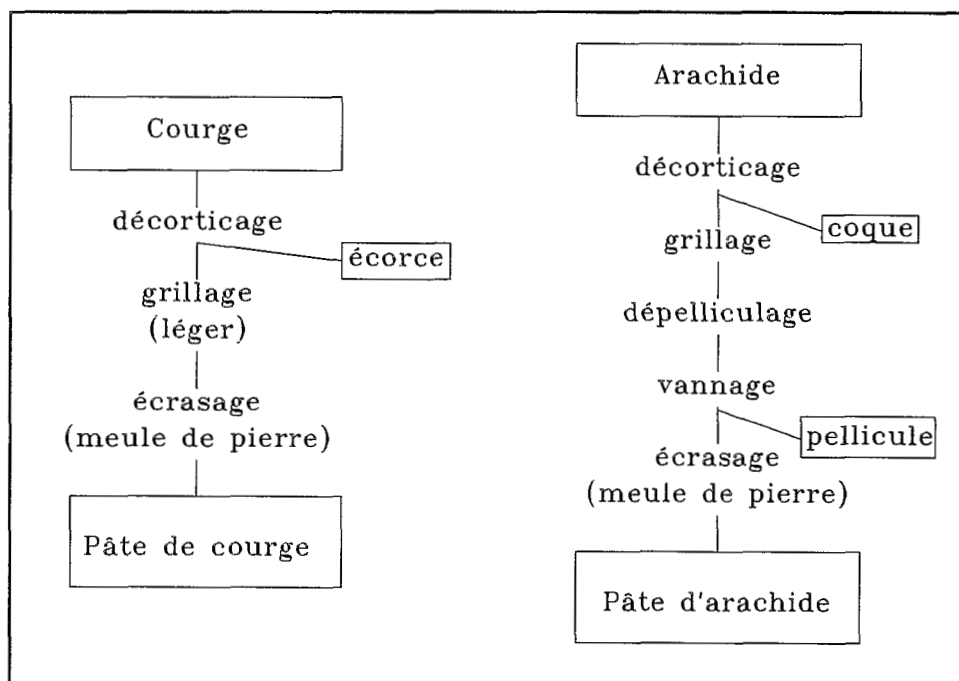 Courge
décorticage
écorce
grillage
(léger)
écrasage
(meule de pierre)
Pâte de courge
Arachide
décorticage
coque
grillage
dépelliculage
vannage
pellicule
écrasage
(meule de pierre)
Pâte d'arachide